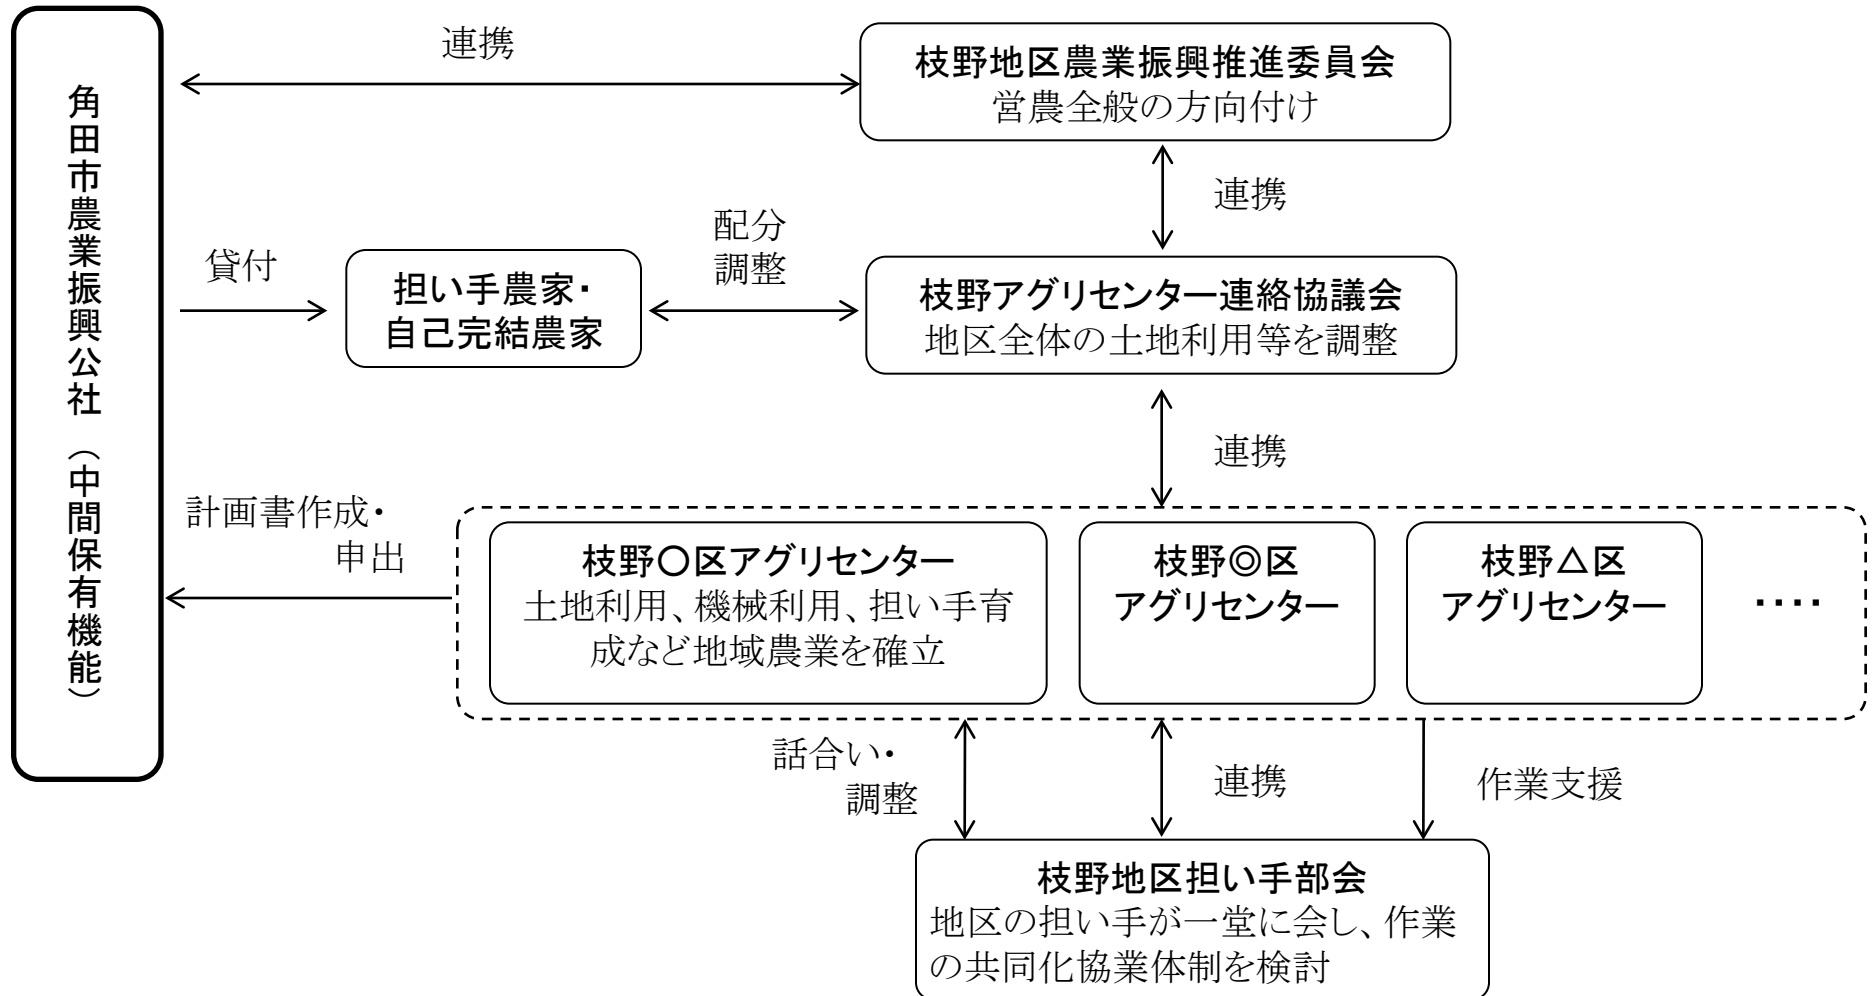 角田市農業振興公社（中間保有機能）
連携
枝野地区農業振興推進委員会
営農全般の方向付け
連携
貸付
担い手農家・
自己完結農家
配分
調整
枝野アグリセンター連絡協議会
地区全体の土地利用等を調整
連携
計画書作成・
申出
枝野〇区アグリセンター
土地利用、機械利用、担い手育
成など地域農業を確立
枝野◎区
アグリセンター
枝野△区
アグリセンター
････
話合い・
調整
連携
作業支援
枝野地区担い手部会
地区の担い手が一堂に会し、作業
の共同化協業体制を検討